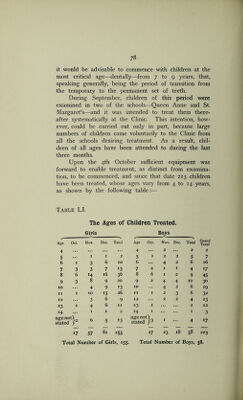 78
it would be advisable to commence with children at the
most critical age—dentally—from 7 to 9 years, that,
speaking generally, being the period of transition from
the temporary to the permanent set of teeth.
During September, children of this period were
examined in two of the schools—Queen Anne and St.
Margaret's—and it was intended to treat them there-
after systematically at the Clinic. This intention, how-
ever, could be carried out only in part, because large
numbers of children came voluntarily to the Clinic from
all the schools desiring treatment. As a result, chil-
dren of all ages have been attended to during the last
three months.
Upon the 4th October sufficient equipment was
forward to enable treatment, as distinct from examina-
tion, to be commenced, and since that date 213 children
have been treated, whose ages vary from 4 to 14 years,
as shown by the following table:—
Table LI.
The Ages of Children Treated.
Girls Boys
Age Oct. Nov. Dec. Total Age Oct. Nov. Dec. Total Grand Total
4 ... ... ... ... 4 ... ... 2 2 2
5 ... 1 1 2 5 1 2 2 5 7
6 1 3 6 10 6 ... 4 2 6 16
7 3 3 7 13 7 2 1 1 4 17
8 6 14 16 36 8 6 1 2 9 45
9 3 8 9 20 9 2 4 4 10 30
10 ... 4 9 13 10 ... 4 2 6 19
11 1 10 15 26 11 1 2 3 6 32
12 ... 3 6 9 12 ... 2 2 4 13
13 1 4 6 11 13 1 ... ... 12
14 ... 1 1 2 14 1 ... ... 1 3
age not stated } 2 6 5 13 age not stated } 1 ... 4 17
17 57 81 155 17 23 18 58 213
Total Number of Girls, 155. Total Number of Boys, 58.